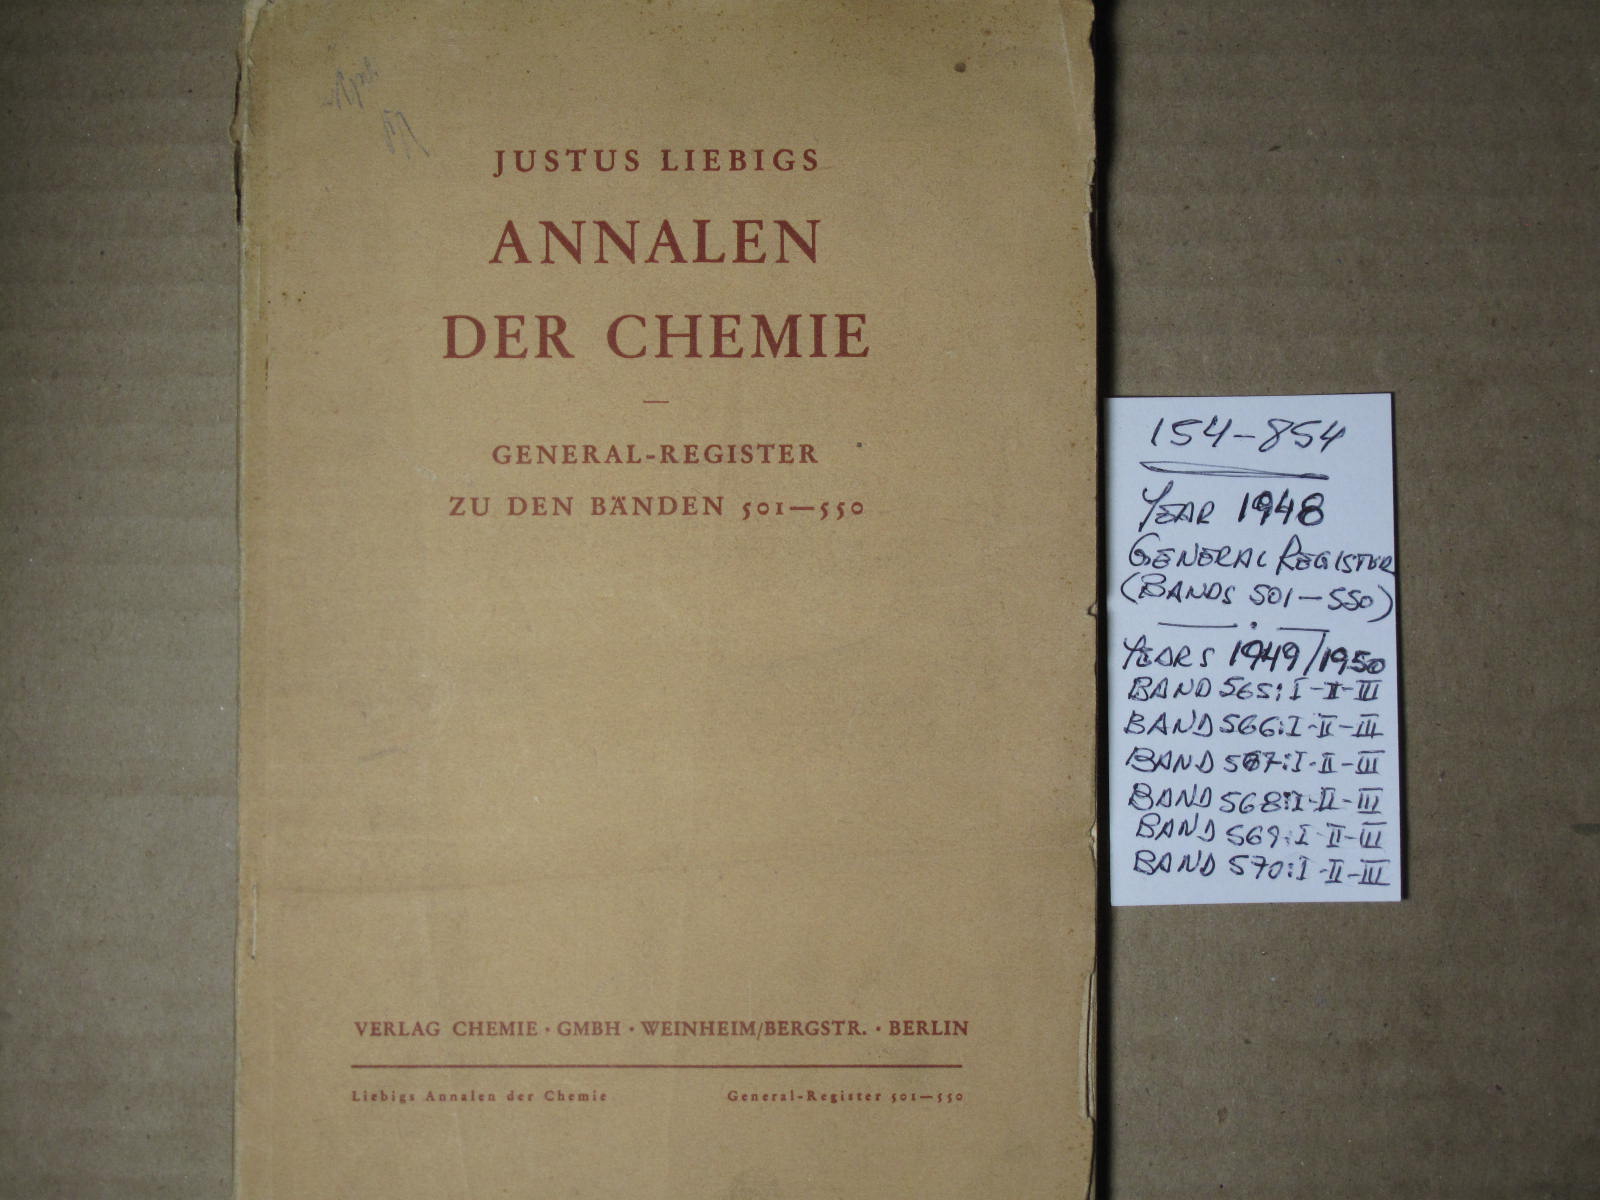 JUSTUS LIEBIGS
ANNALEN
DER CHEMIE
GENERAL-REGISTER
ZU DEN BÄNDEN 501—550
VERLAG CHEMIE · GMBH · WEINHEIM/BERGSTR. · BERLIN
Liebigs Annalen der Chemie General-Register 501—550
154-854
YEAR 1948
GENERAL REGISTER
(BANDS 501-550)
YEARS 1949/1950
BAND 565: I-II-III
BAND 566: I-II-III
BAND 567: I-II-III
BAND 568: I-II-III
BAND 569: I-II-III
BAND 570: I-II-III